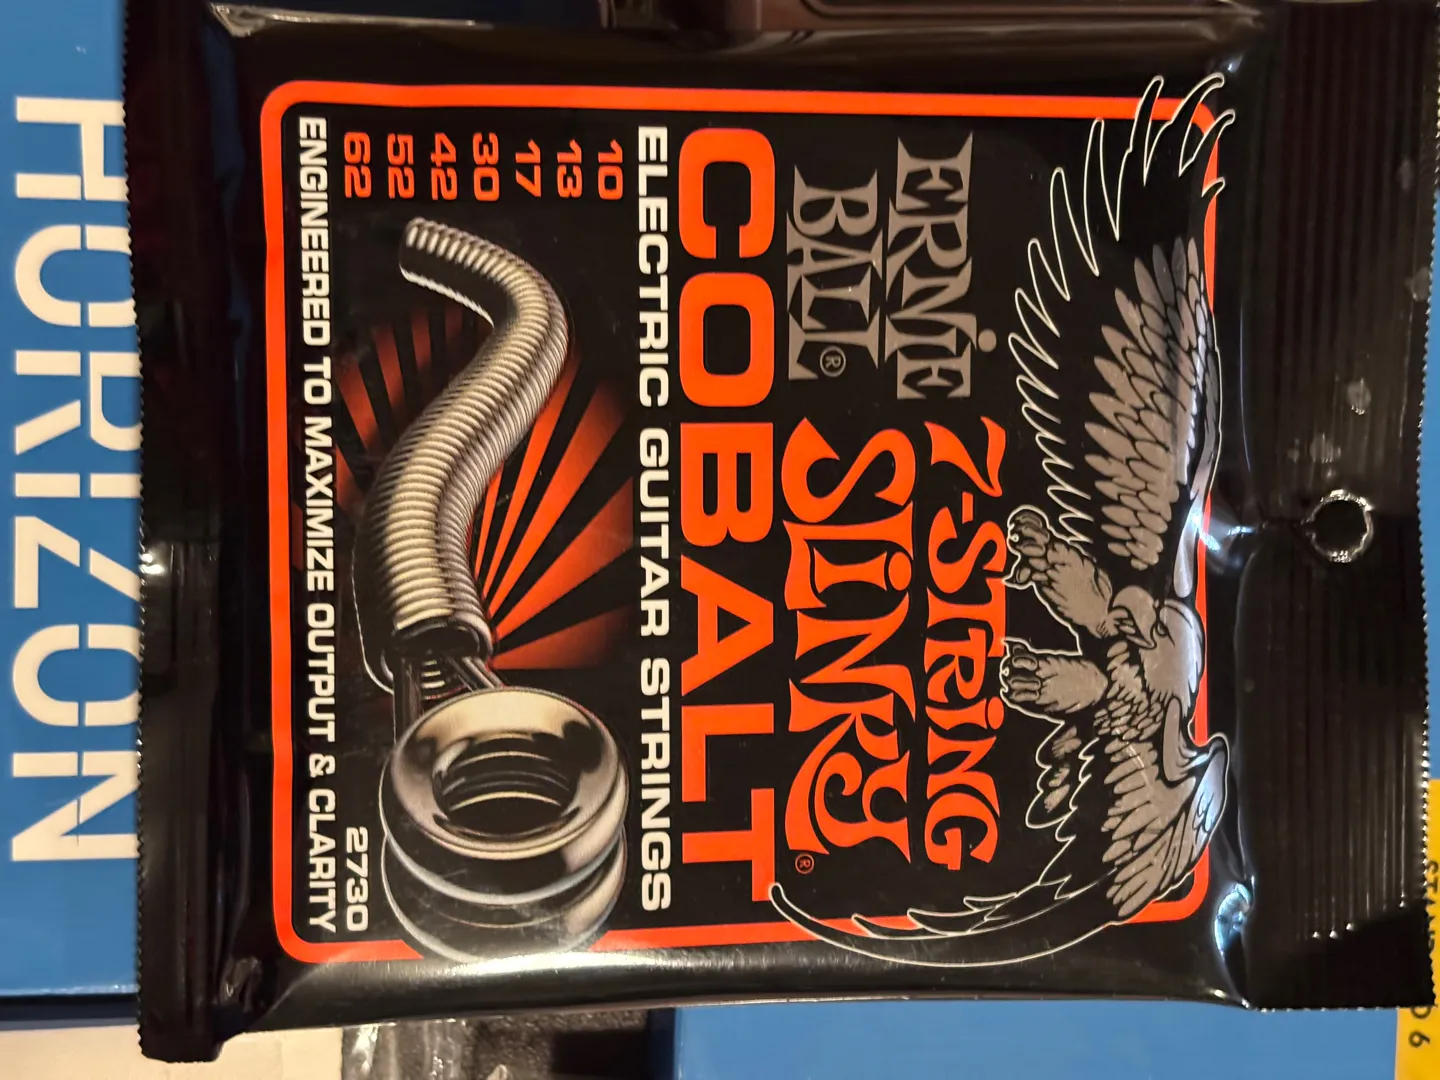 ERNiE
BALL®
7-STRiNG
SLiNKY®
COBALT
ELECTRIC GUITAR STRINGS
10
13
17
30
42
52
62
2730
ENGINEERED TO MAXIMIZE OUTPUT & CLARITY
HORIZON